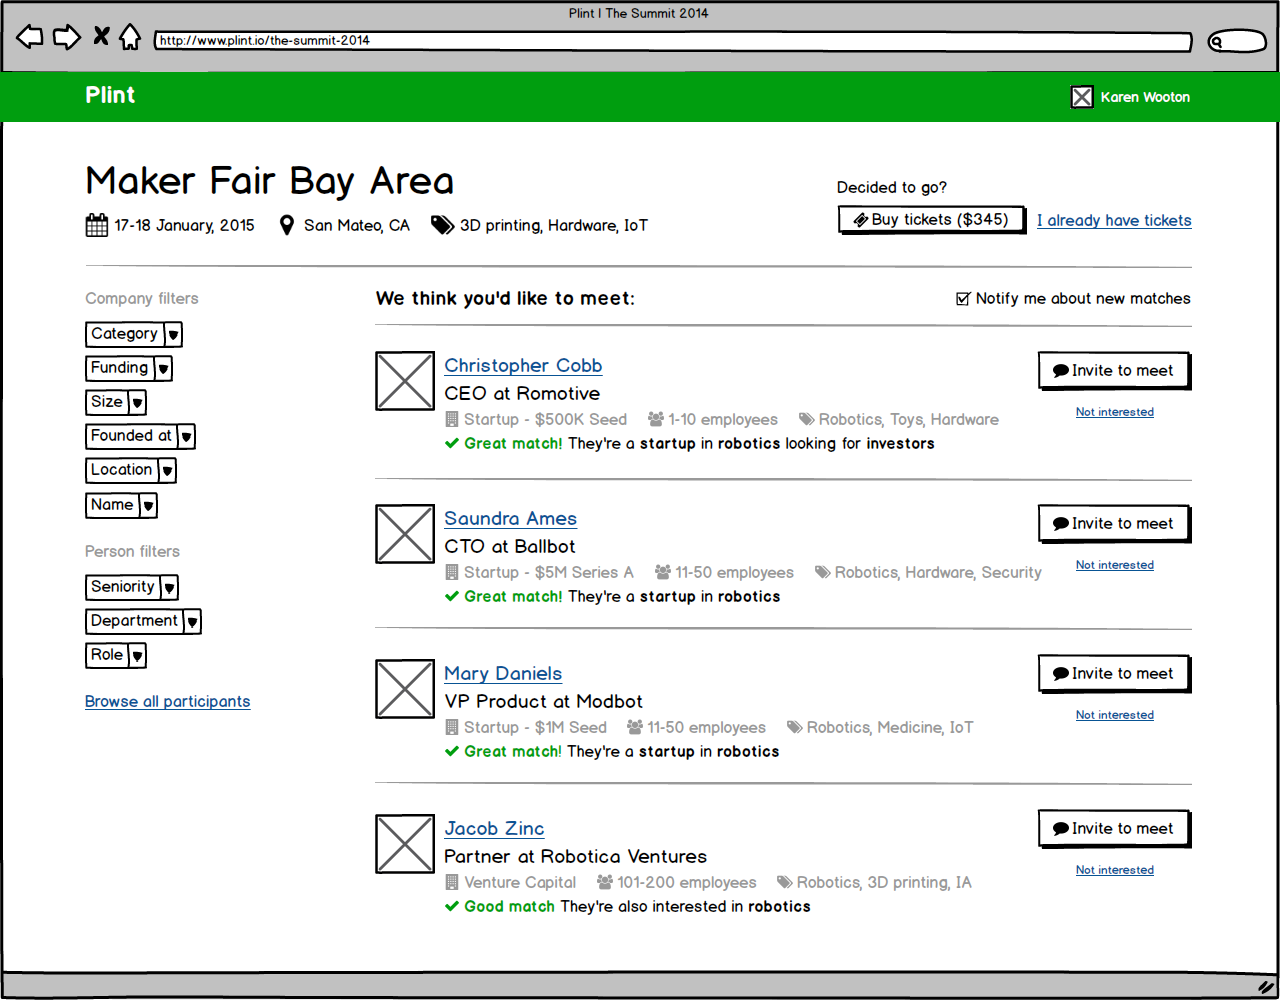 Plint | The Summit 2014
http://www.plint.io/the-summit-2014
Plint
Karen Wooton
Maker Fair Bay Area
17-18 January, 2015 San Mateo, CA 3D printing, Hardware, IoT
Decided to go?
Buy tickets ($345) I already have tickets
Company filters
Category
Funding
Size
Founded at
Location
Name
Person filters
Seniority
Department
Role
Browse all participants
We think you'd like to meet:
Notify me about new matches
Christopher Cobb
CEO at Romotive
Startup - $500K Seed 1-10 employees Robotics, Toys, Hardware
Great match! They're a startup in robotics looking for investors
Invite to meet
Not interested
Saundra Ames
CTO at Ballbot
Startup - $5M Series A 11-50 employees Robotics, Hardware, Security
Great match! They're a startup in robotics
Invite to meet
Not interested
Mary Daniels
VP Product at Modbot
Startup - $1M Seed 11-50 employees Robotics, Medicine, IoT
Great match! They're a startup in robotics
Invite to meet
Not interested
Jacob Zinc
Partner at Robotica Ventures
Venture Capital 101-200 employees Robotics, 3D printing, IA
Good match They're also interested in robotics
Invite to meet
Not interested